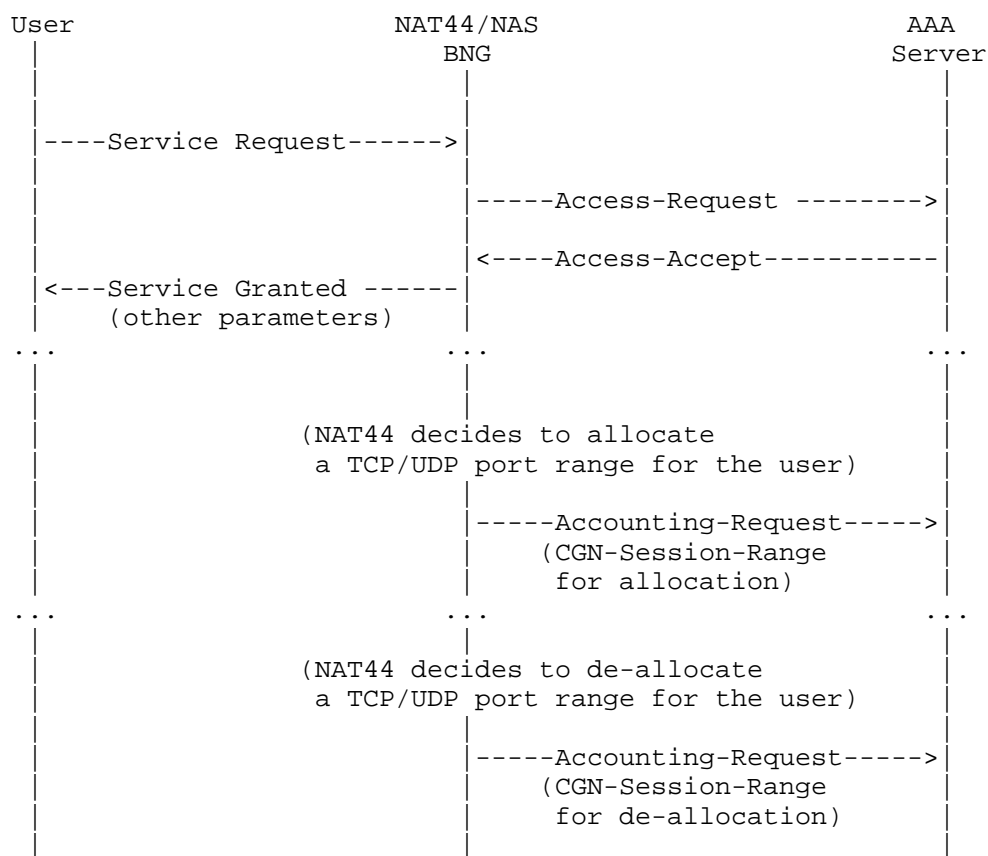 User                          NAT44/NAS                          AAA
 |                               BNG                            Server
 |                                |                                |
 |                                |                                |
 |----Service Request------>|                                |
 |                                |                                |
 |                                |-----Access-Request -------->|
 |                                |                                |
 |                                |<----Access-Accept-----------|
 |<---Service Granted ------|                                |
 |    (other parameters)          |                                |
...                              ...                              ...
 |                                |                                |
 |                                |                                |
 |                   (NAT44 decides to allocate                    |
 |                    a TCP/UDP port range for the user)           |
 |                                |                                |
 |                                |-----Accounting-Request----->|
 |                                |    (CGN-Session-Range          |
 |                                |     for allocation)            |
...                              ...                              ...
 |                                |                                |
 |                   (NAT44 decides to de-allocate                 |
 |                    a TCP/UDP port range for the user)           |
 |                                |                                |
 |                                |-----Accounting-Request----->|
 |                                |    (CGN-Session-Range          |
 |                                |     for de-allocation)         |
 |                                |                                |